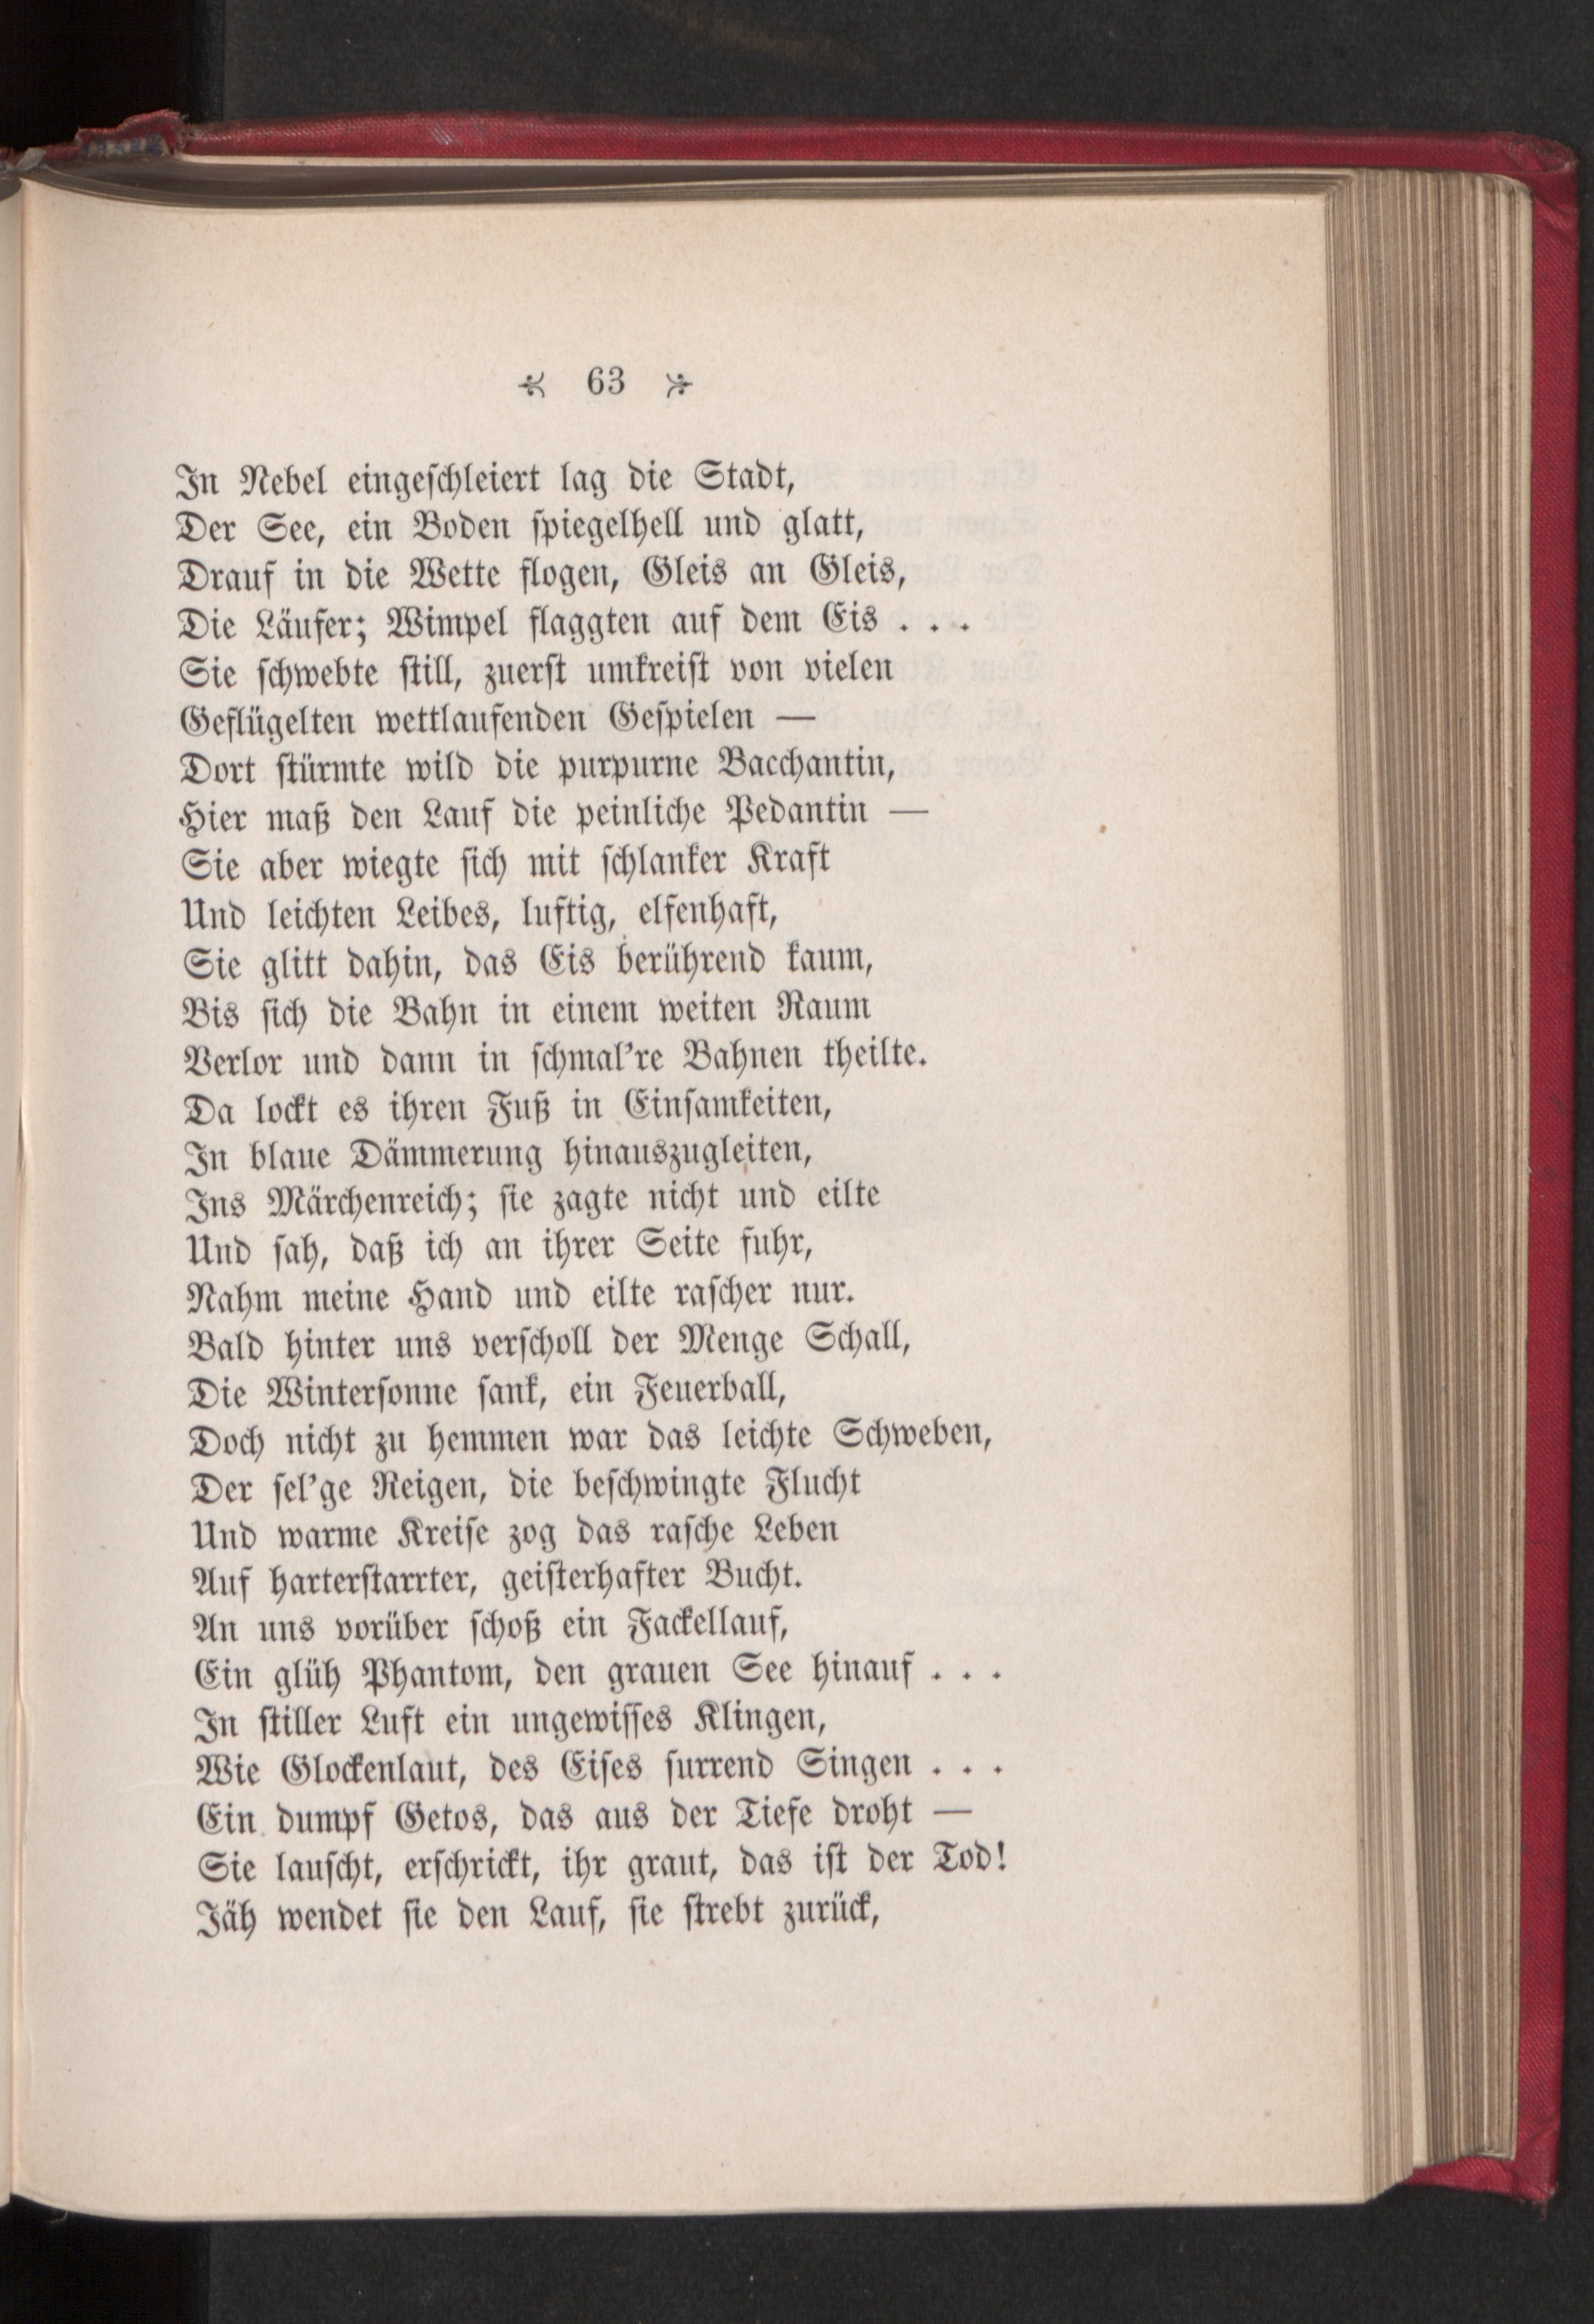 63
In Nebel eingeschleiert lag die Stadt,
Der See, ein Boden spiegelhell und glatt,
Drauf in die Wette flogen, Gleis an Gleis,
Die Läufer; Wimpel flaggten auf dem Eis . . .
Sie schwebte still, zuerst umkreist von vielen
Geflügelten wettlaufenden Gespielen —
Dort stürmte wild die purpurne Bacchantin,
Hier maß den Lauf die peinliche Pedantin —
Sie aber wiegte sich mit schlanker Kraft
Und leichten Leibes, luftig, elfenhaft,
Sie glitt dahin, das Eis berührend kaum,
Bis sich die Bahn in einem weiten Raum
Verlor und dann in schmal’re Bahnen theilte.
Da lockt es ihren Fuß in Einsamkeiten,
In blaue Dämmerung hinauszugleiten,
Ins Märchenreich; sie zagte nicht und eilte
Und sah, daß ich an ihrer Seite fuhr,
Nahm meine Hand und eilte rascher nur.
Bald hinter uns verscholl der Menge Schall,
Die Wintersonne sank, ein Feuerball,
Doch nicht zu hemmen war das leichte Schweben,
Der sel’ge Reigen, die beschwingte Flucht
Und warme Kreise zog das rasche Leben
Auf harterstarrter, geisterhafter Bucht.
An uns vorüber schoß ein Fackellauf,
Ein glüh Phantom, den grauen See hinauf . . .
In stiller Luft ein ungewisses Klingen,
Wie Glockenlaut, des Eises surrend Singen . . .
Ein dumpf Getos, das aus der Tiefe droht —
Sie lauscht, erschrickt, ihr graut, das ist der Tod!
Jäh wendet sie den Lauf, sie strebt zurück,